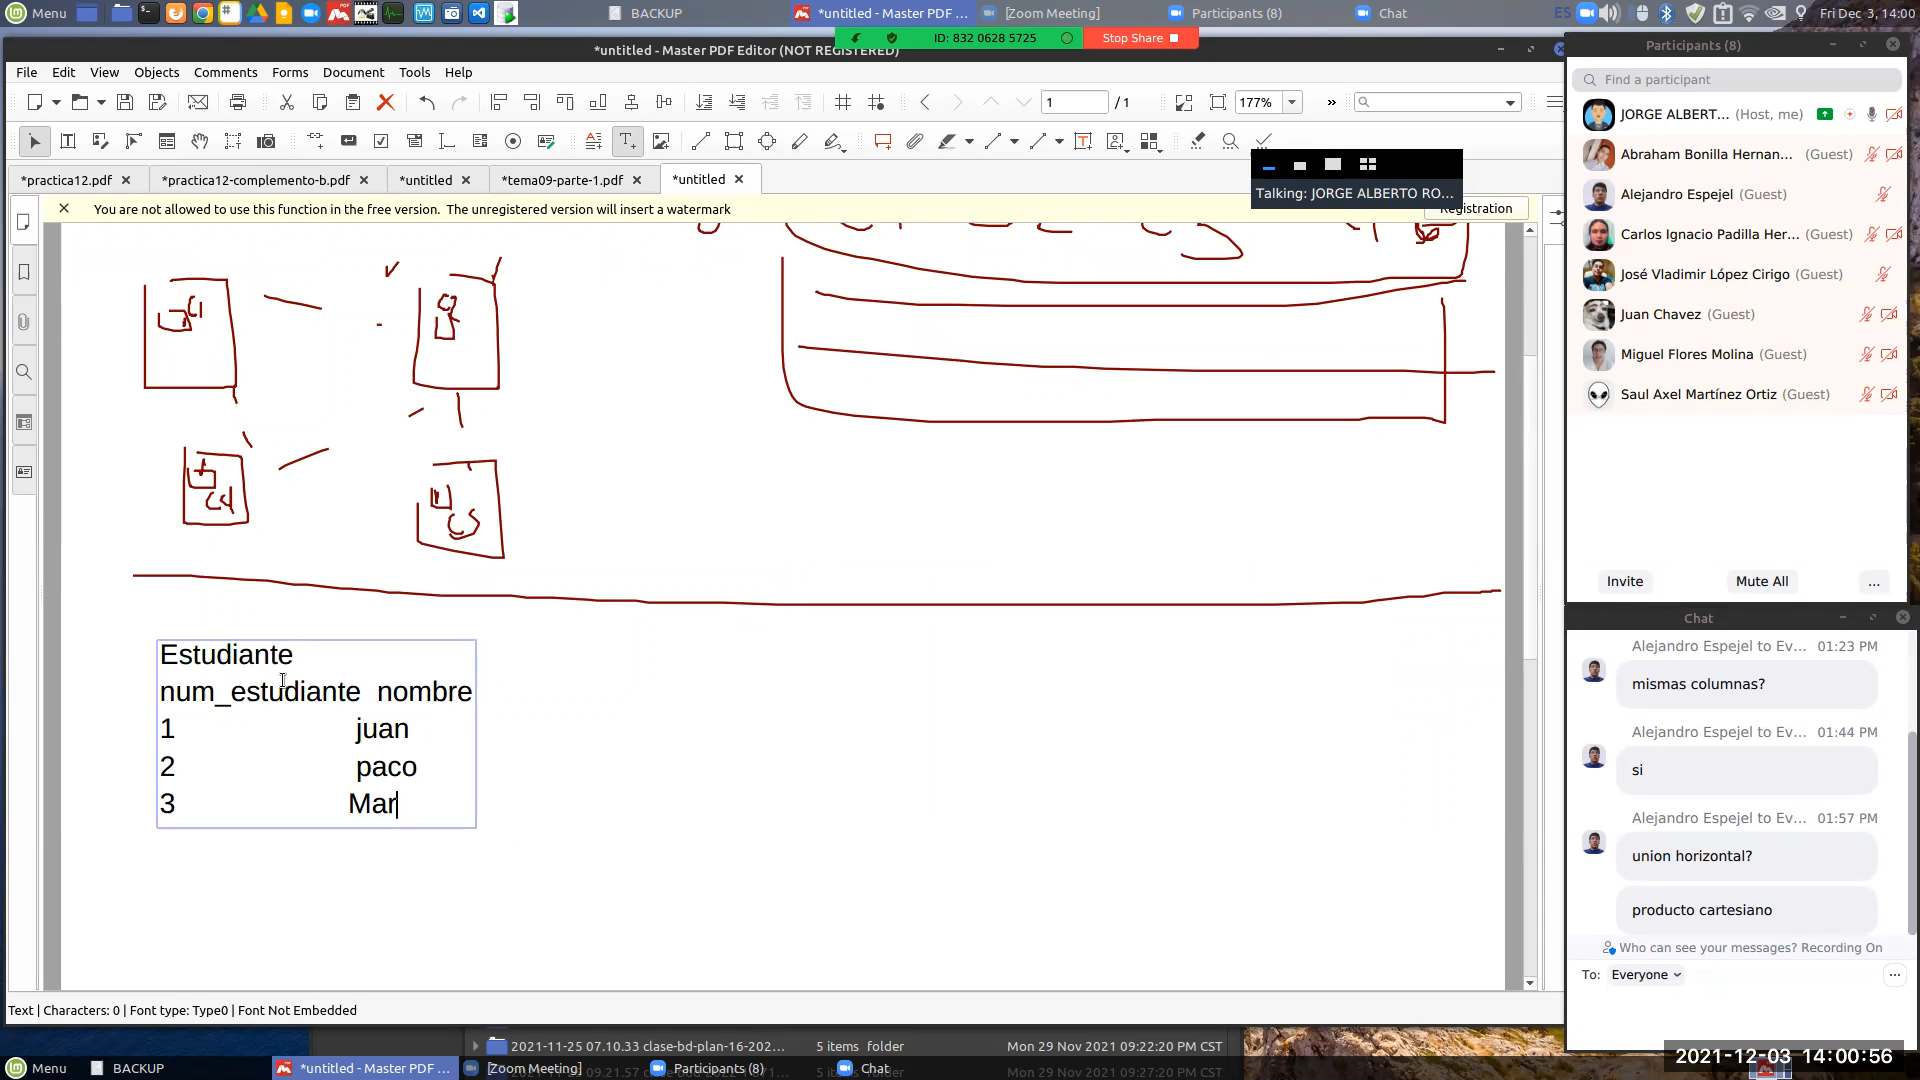 Menu
BACKUP
*untitled - Master PDF ...
[Zoom Meeting]
Participants (8)
Chat
ES
Fri Dec 3, 14:00
*untitled - Master PDF Editor (NOT REGISTERED)
ID: 832 0628 5725
Stop Share
File Edit View Objects Comments Forms Document Tools Help
1 / 1
177%
»
Talking: JORGE ALBERTO RO...
*practica12.pdf
*practica12-complemento-b.pdf
*untitled
*tema09-parte-1.pdf
*untitled
You are not allowed to use this function in the free version. The unregistered version will insert a watermark
Registration
C1
C2
C4
C5
Estudiante
num_estudiante nombre
1 juan
2 paco
3 Mar
Text | Characters: 0 | Font type: Type0 | Font Not Embedded
Participants (8)
Find a participant
JORGE ALBERT... (Host, me)
Abraham Bonilla Hernan... (Guest)
Alejandro Espejel (Guest)
Carlos Ignacio Padilla Her... (Guest)
José Vladimir López Cirigo (Guest)
Juan Chavez (Guest)
Miguel Flores Molina (Guest)
Saul Axel Martínez Ortiz (Guest)
Invite
Mute All
...
Chat
Alejandro Espejel to Ev... 01:23 PM
mismas columnas?
Alejandro Espejel to Ev... 01:44 PM
si
Alejandro Espejel to Ev... 01:57 PM
union horizontal?
producto cartesiano
Who can see your messages? Recording On
To: Everyone
2021-11-25 07.10.33 clase-bd-plan-16-202... 5 items folder Mon 29 Nov 2021 09:22:20 PM CST
2021-12-03 14:00:56
Menu
BACKUP
*untitled - Master PDF ...
[Zoom Meeting]
Participants (8)
Chat